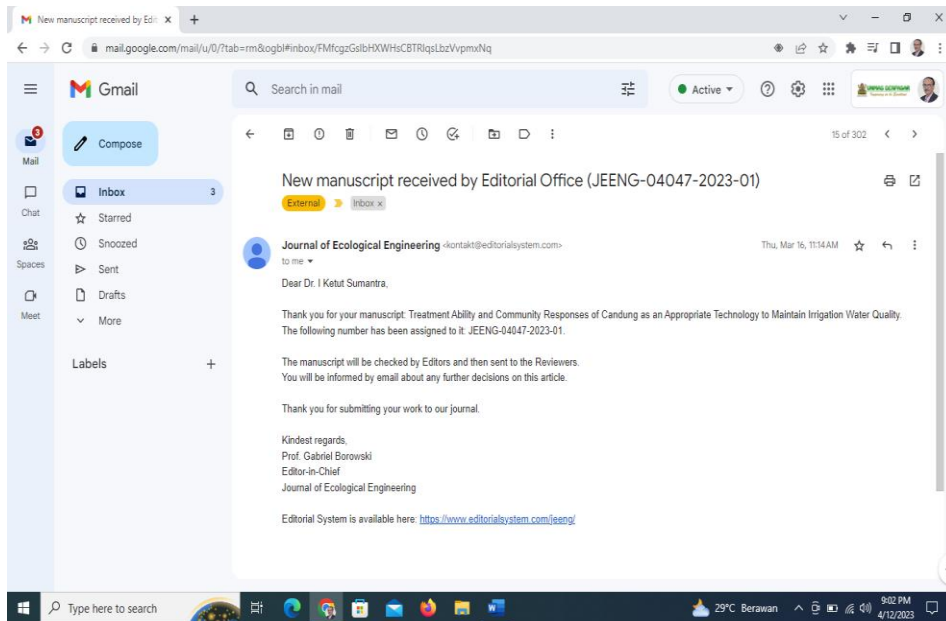 New manuscript received by Edit
mail.google.com/mail/u/0/?tab=rm&ogbl#inbox/FMfcgzGslbHXWHsCBTRlqsLbzVvpmxNq
Gmail
Search in mail
Active
3
Mail
Chat
Spaces
Meet
Compose
Inbox 3
Starred
Snoozed
Sent
Drafts
More
Labels +
15 of 302
New manuscript received by Editorial Office (JEENG-04047-2023-01)
External Inbox x
Journal of Ecological Engineering <kontakt@editorialsystem.com> Thu, Mar 16, 11:14 AM
to me
Dear Dr. I Ketut Sumantra,
Thank you for your manuscript: Treatment Ability and Community Responses of Candung as an Appropriate Technology to Maintain Irrigation Water Quality.
The following number has been assigned to it: JEENG-04047-2023-01.
The manuscript will be checked by Editors and then sent to the Reviewers.
You will be informed by email about any further decisions on this article.
Thank you for submitting your work to our journal.
Kindest regards,
Prof. Gabriel Borowski
Editor-in-Chief
Journal of Ecological Engineering
Editorial System is available here: https://www.editorialsystem.com/jeeng/
Type here to search
29°C Berawan
9:02 PM
4/12/2023